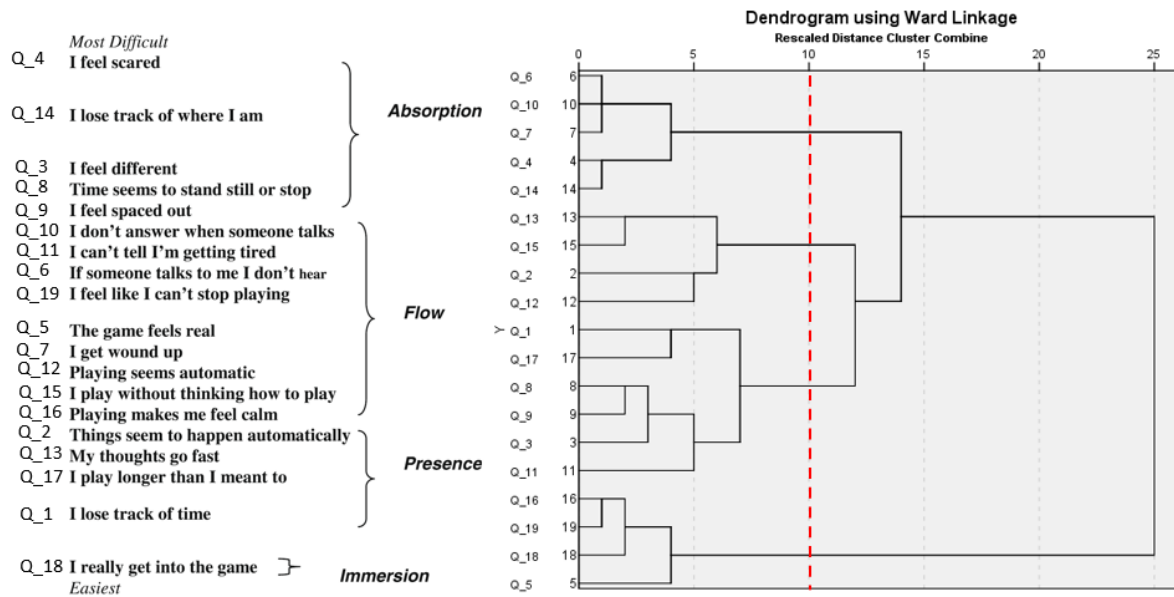 Most Difficult
Q_4 I feel scared
Q_14 I lose track of where I am
Absorption
Q_3 I feel different
Q_8 Time seems to stand still or stop
Q_9 I feel spaced out
Q_10 I don't answer when someone talks
Q_11 I can't tell I'm getting tired
Q_6 If someone talks to me I don't hear
Q_19 I feel like I can't stop playing
Flow
Q_5 The game feels real
Q_7 I get wound up
Q_12 Playing seems automatic
Q_15 I play without thinking how to play
Q_16 Playing makes me feel calm
Q_2 Things seem to happen automatically
Q_13 My thoughts go fast
Presence
Q_17 I play longer than I meant to
Q_1 I lose track of time
Q_18 I really get into the game
Immersion
Easiest
Dendrogram using Ward Linkage
Rescaled Distance Cluster Combine
0 5 10 15 20 25
Q_6 6
Q_10 10
Q_7 7
Q_4 4
Q_14 14
Q_13 13
Q_15 15
Q_2 2
Q_12 12
Y Q_1 1
Q_17 17
Q_8 8
Q_9 9
Q_3 3
Q_11 11
Q_16 16
Q_19 19
Q_18 18
Q_5 5